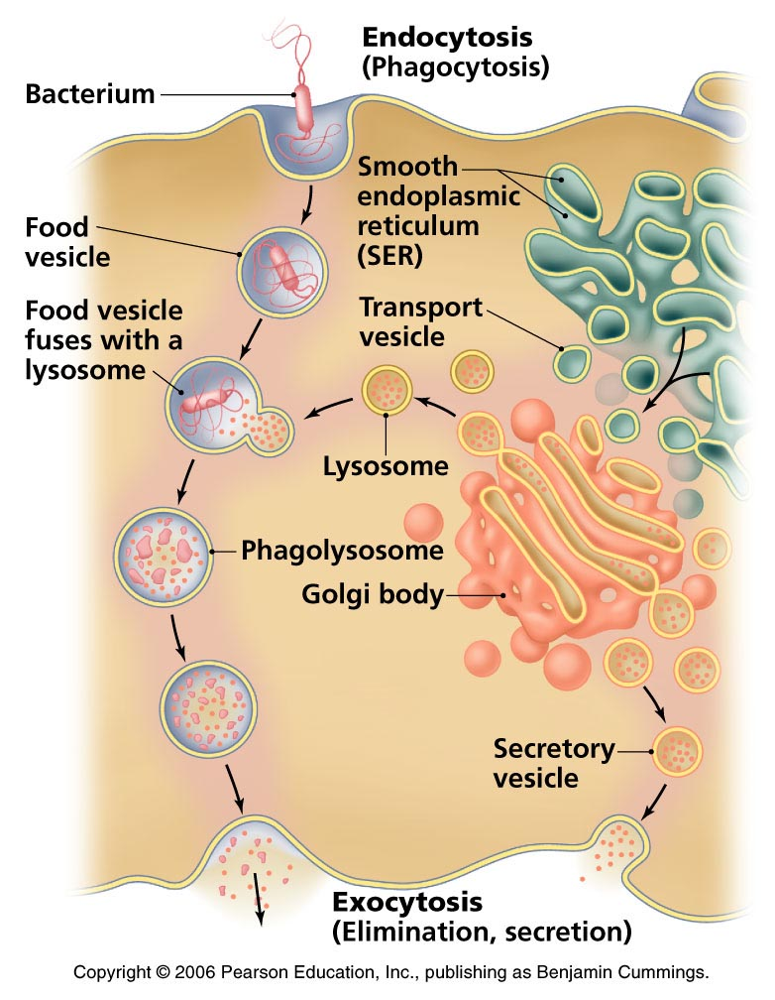 Endocytosis
(Phagocytosis)
Bacterium
Smooth
endoplasmic
reticulum
(SER)
Food
vesicle
Transport
vesicle
Food vesicle
fuses with a
lysosome
Lysosome
Phagolysosome
Golgi body
Secretory
vesicle
Exocytosis
(Elimination, secretion)
Copyright © 2006 Pearson Education, Inc., publishing as Benjamin Cummings.